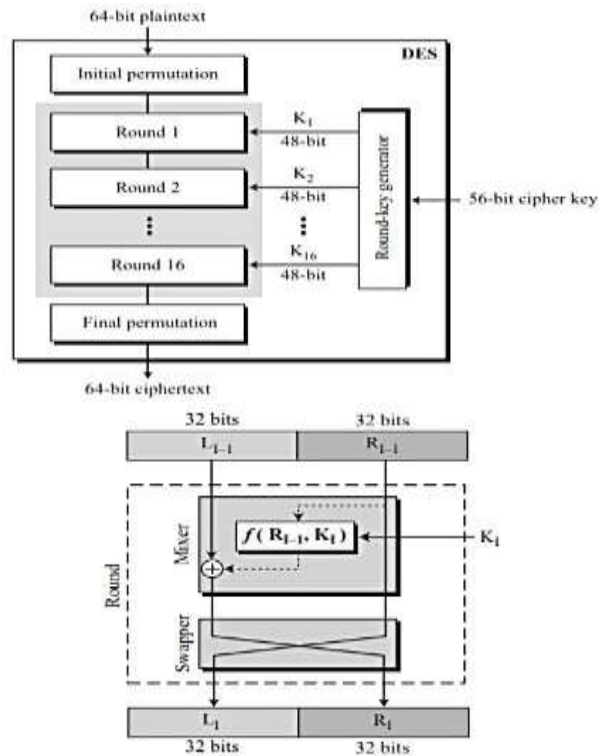 64-bit plaintext
DES
Initial permutation
Round 1
K1
48-bit
Round 2
K2
48-bit
Round 16
K16
48-bit
Round-key generator
56-bit cipher key
Final permutation
64-bit ciphertext
32 bits
32 bits
Li–1
Ri–1
Round
Mixer
f( Ri–1, Ki )
Ki
Swapper
Li
Ri
32 bits
32 bits